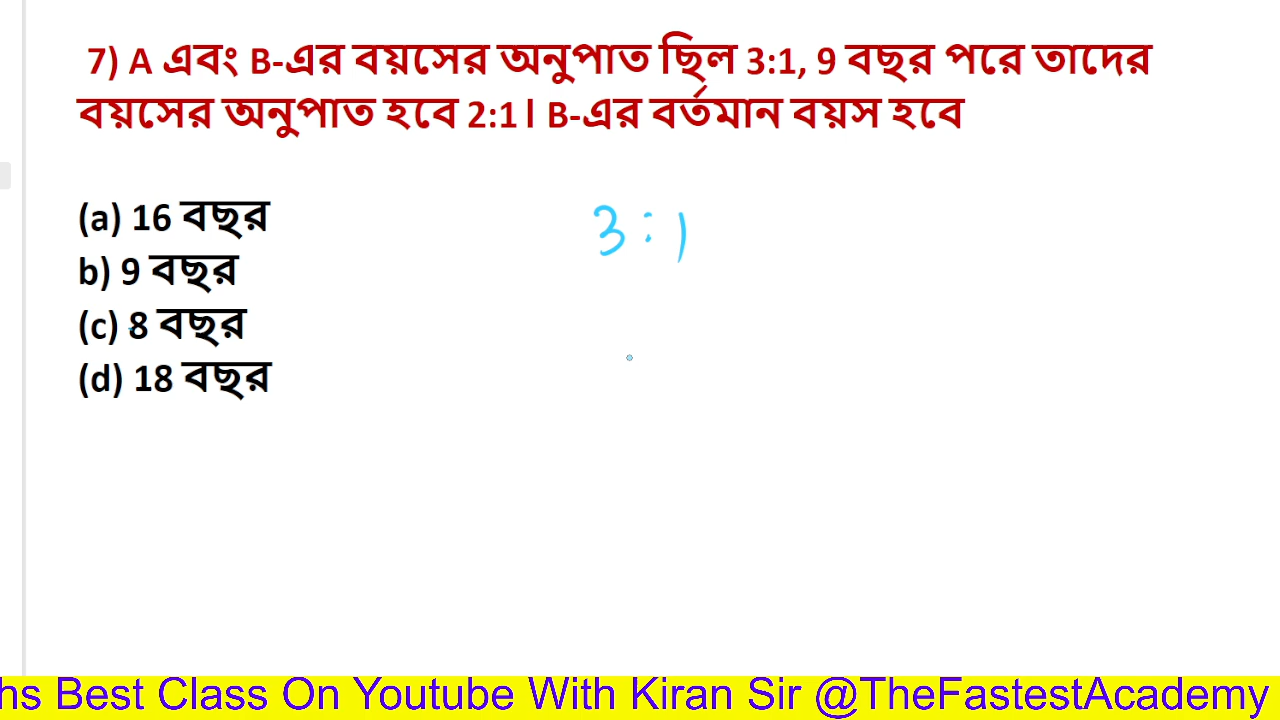 7) A এবং B-এর বয়সের অনুপাত ছিল 3:1, 9 বছর পরে তাদের
বয়সের অনুপাত হবে 2:1 । B-এর বর্তমান বয়স হবে
(a) 16 বছর
3 : 1
b) 9 বছর
(c) 8 বছর
(d) 18 বছর
hs Best Class On Youtube With Kiran Sir @TheFastestAcademy